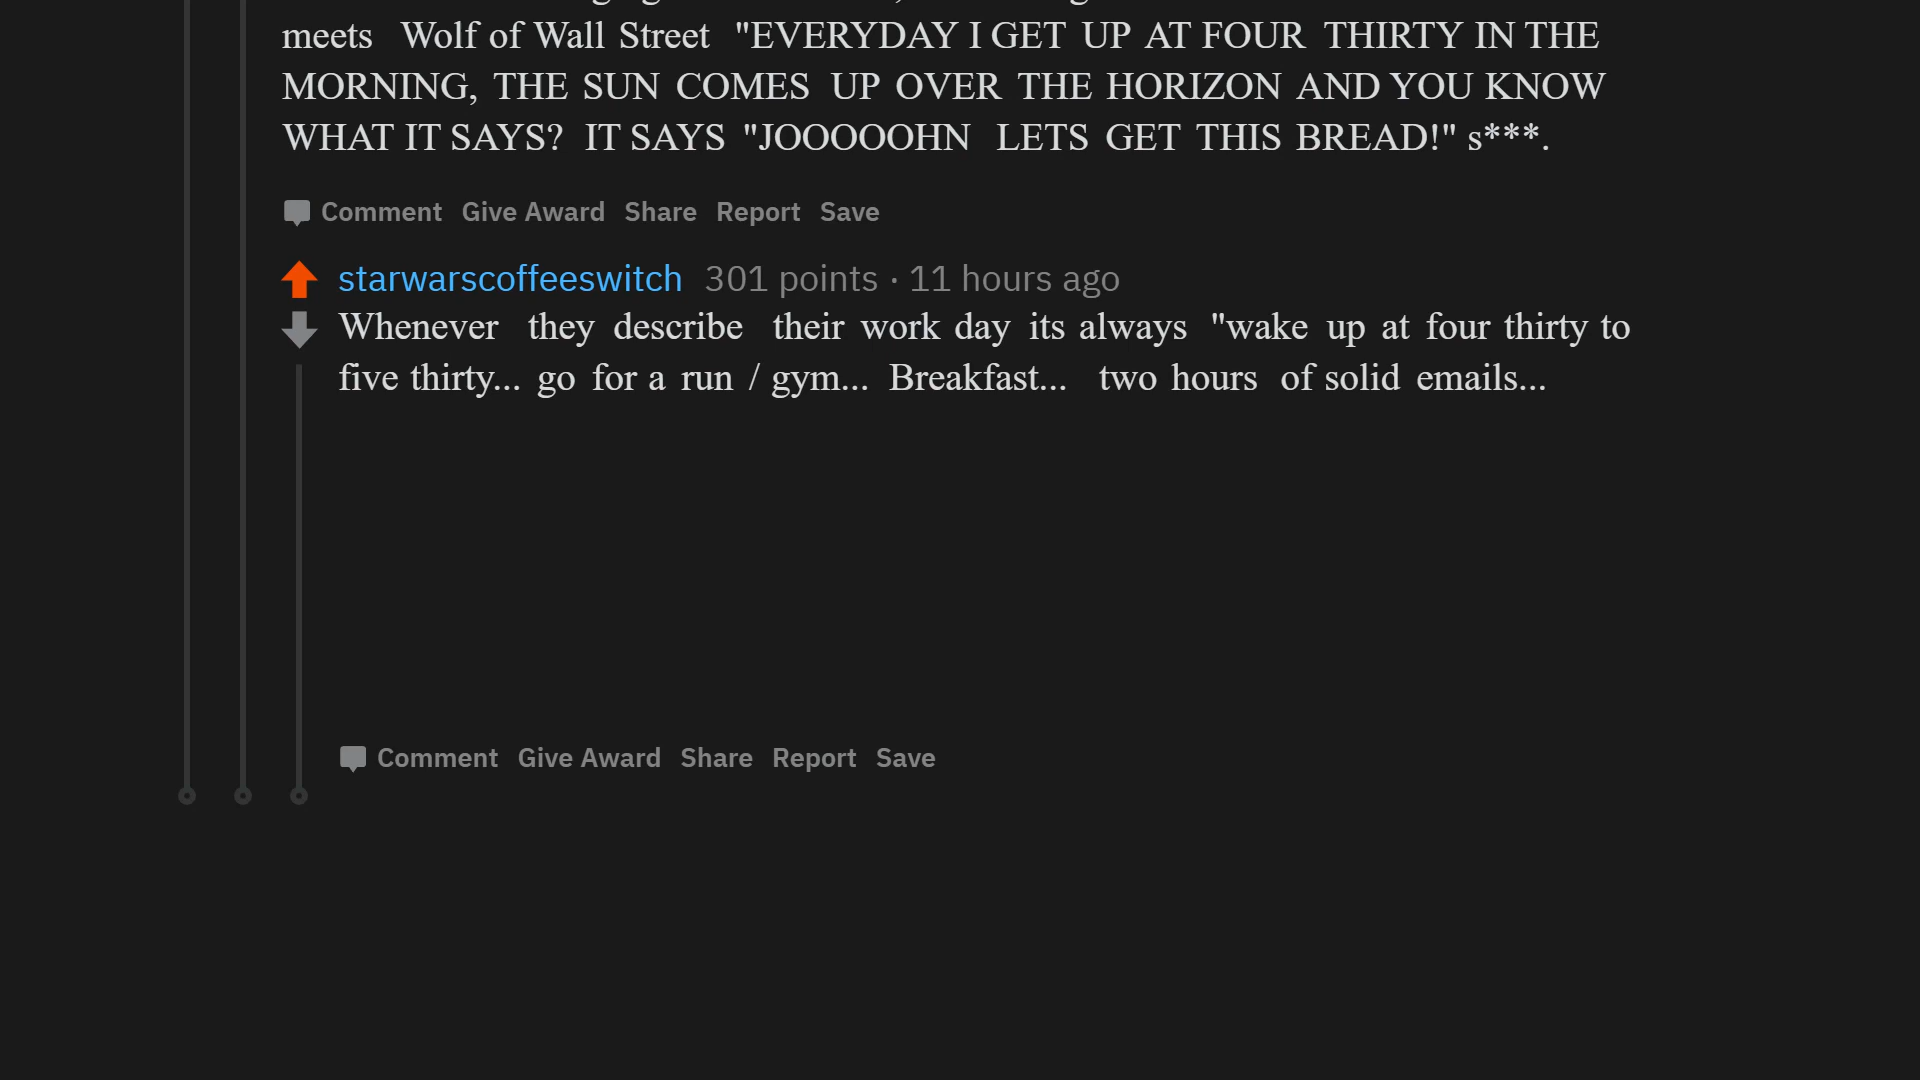 meets Wolf of Wall Street "EVERYDAY I GET UP AT FOUR THIRTY IN THE
MORNING, THE SUN COMES UP OVER THE HORIZON AND YOU KNOW
WHAT IT SAYS? IT SAYS "JOOOOOHN LETS GET THIS BREAD!" s***.
Comment Give Award Share Report Save
starwarscoffeeswitch 301 points · 11 hours ago
Whenever they describe their work day its always "wake up at four thirty to
five thirty... go for a run / gym... Breakfast... two hours of solid emails...
Comment Give Award Share Report Save